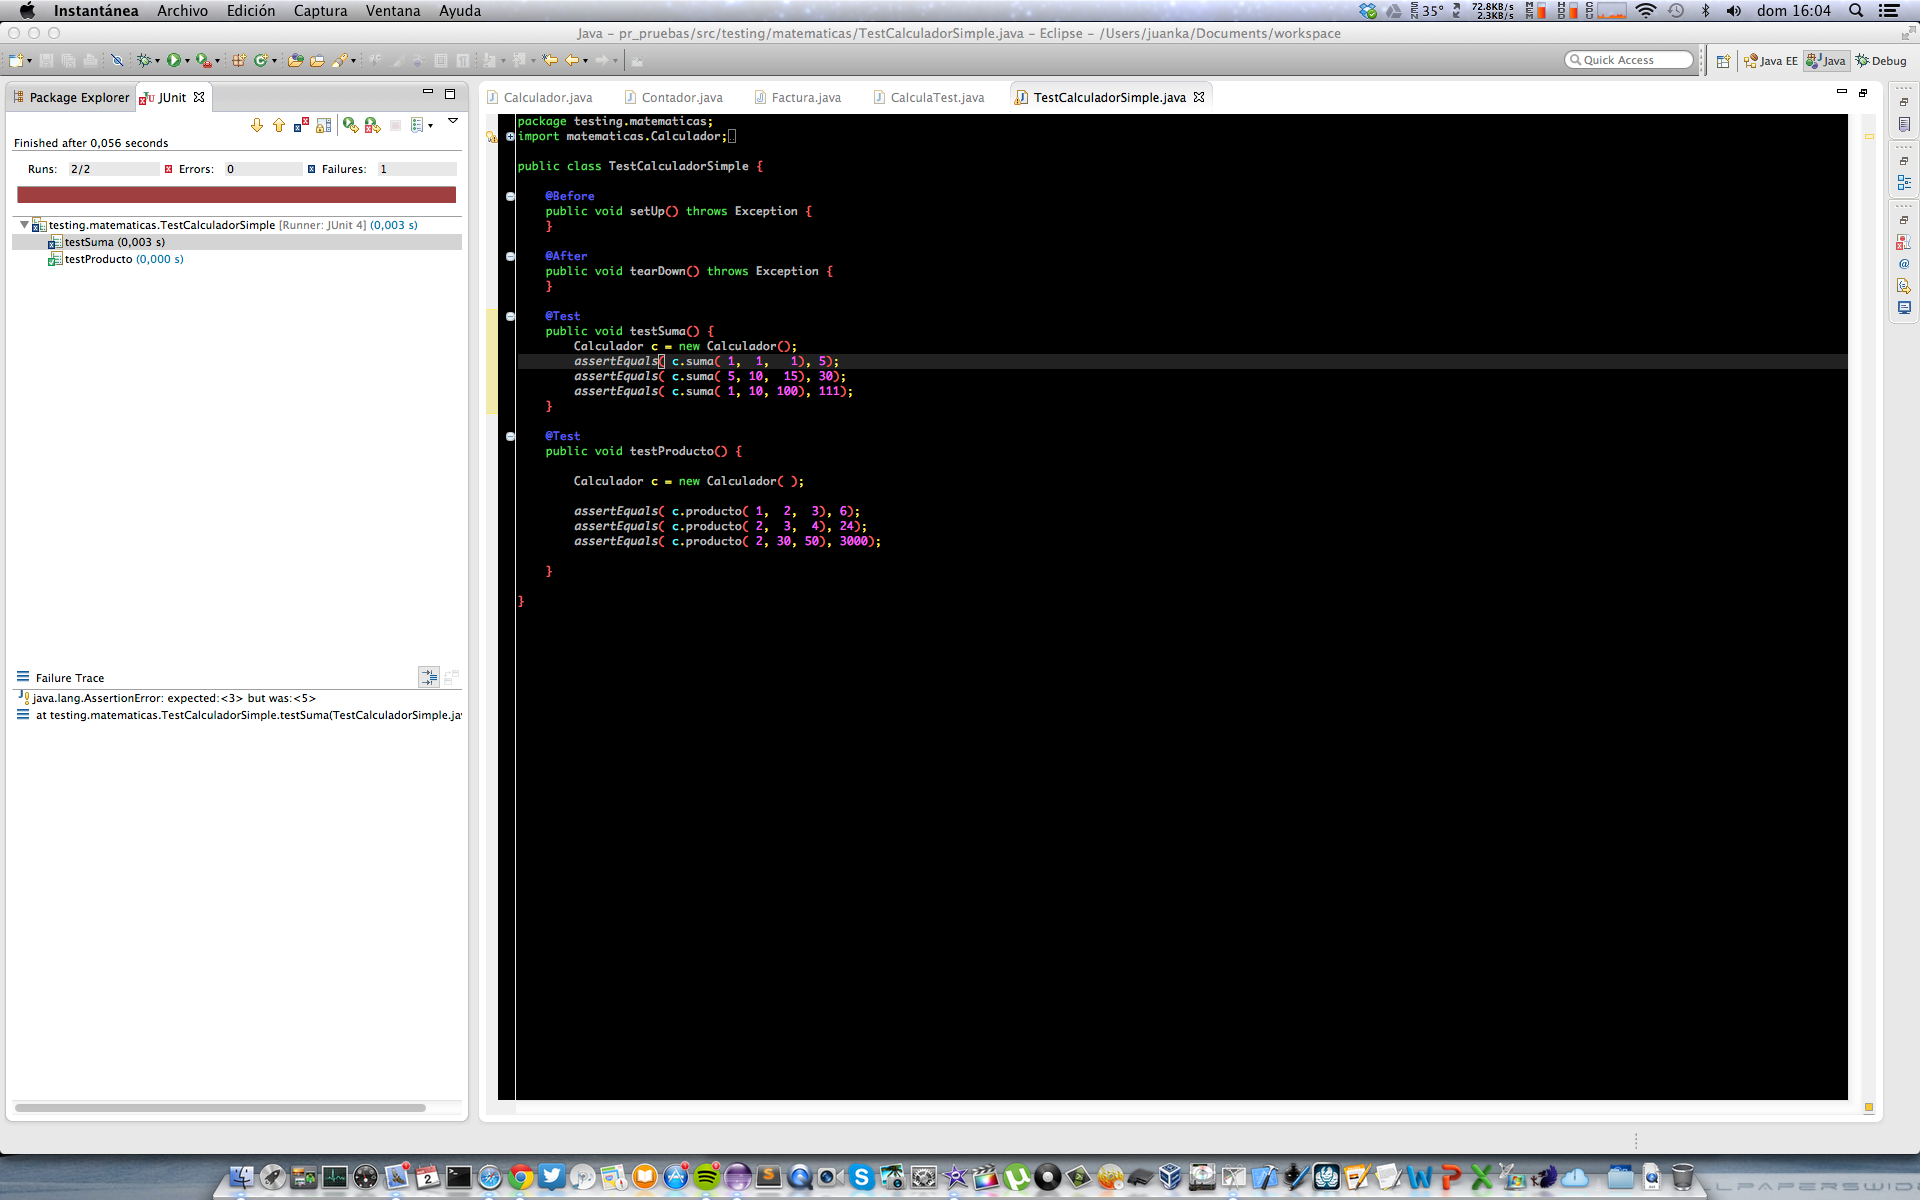 Instantánea Archivo Edición Captura Ventana Ayuda 35° 72.8KB/s 2.3KB/s dom 16:04
Java – pr_pruebas/src/testing/matematicas/TestCalculadorSimple.java – Eclipse – /Users/juanka/Documents/workspace
Quick Access Java EE Java Debug
Package Explorer JUnit
Calculador.java Contador.java Factura.java CalculaTest.java TestCalculadorSimple.java
Finished after 0,056 seconds
Runs: 2/2 Errors: 0 Failures: 1
testing.matematicas.TestCalculadorSimple [Runner: JUnit 4] (0,003 s)
testSuma (0,003 s)
testProducto (0,000 s)
Failure Trace
java.lang.AssertionError: expected:<3> but was:<5>
at testing.matematicas.TestCalculadorSimple.testSuma(TestCalculadorSimple.ja
package testing.matematicas;
import matematicas.Calculador;
public class TestCalculadorSimple {
@Before
public void setUp() throws Exception {
}
@After
public void tearDown() throws Exception {
}
@Test
public void testSuma() {
Calculador c = new Calculador();
assertEquals( c.suma( 1, 1, 1), 5);
assertEquals( c.suma( 5, 10, 15), 30);
assertEquals( c.suma( 1, 10, 100), 111);
}
@Test
public void testProducto() {
Calculador c = new Calculador( );
assertEquals( c.producto( 1, 2, 3), 6);
assertEquals( c.producto( 2, 3, 4), 24);
assertEquals( c.producto( 2, 30, 50), 3000);
}
}